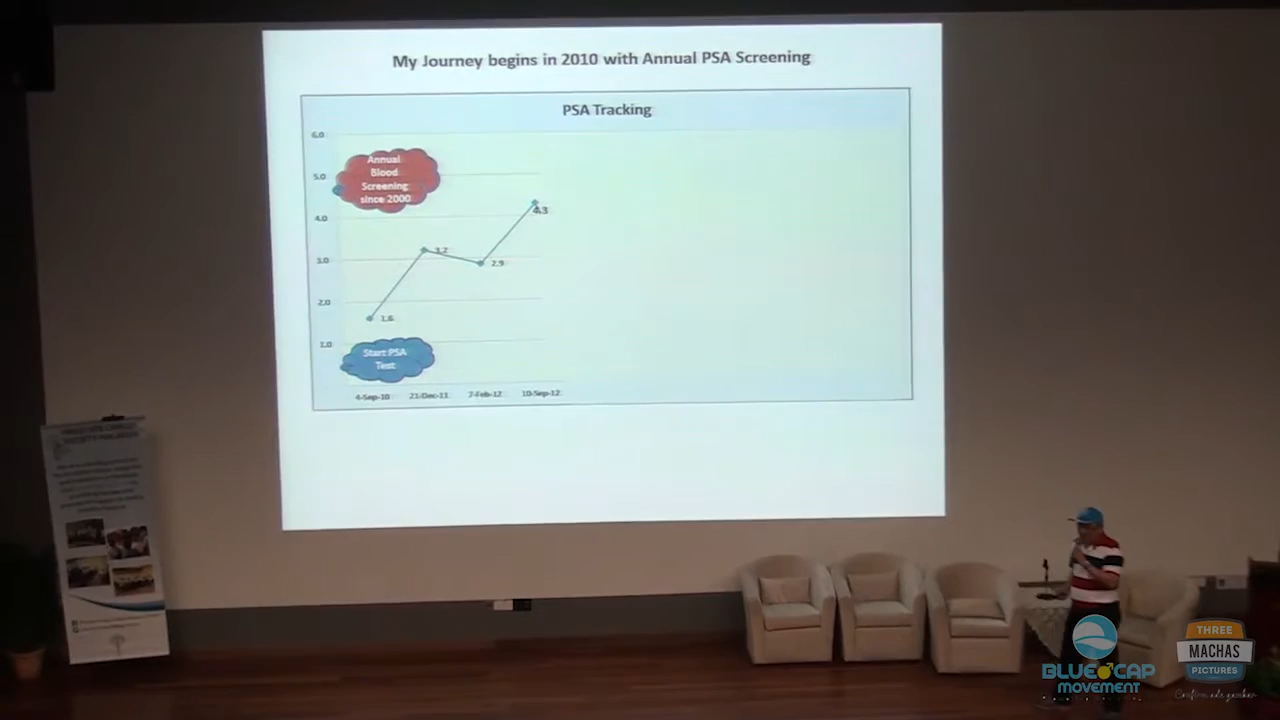 My Journey begins in 2010 with Annual PSA Screening
PSA Tracking
6.0
5.0
4.0
3.0
2.0
1.0
Annual
Blood
Screening
since 2000
4.3
3.2
2.9
1.6
Start PSA
Test
4-Sep-10
21-Dec-11
7-Feb-12
10-Sep-12
BLUE CAP
MOVEMENT
THREE
MACHAS
PICTURES